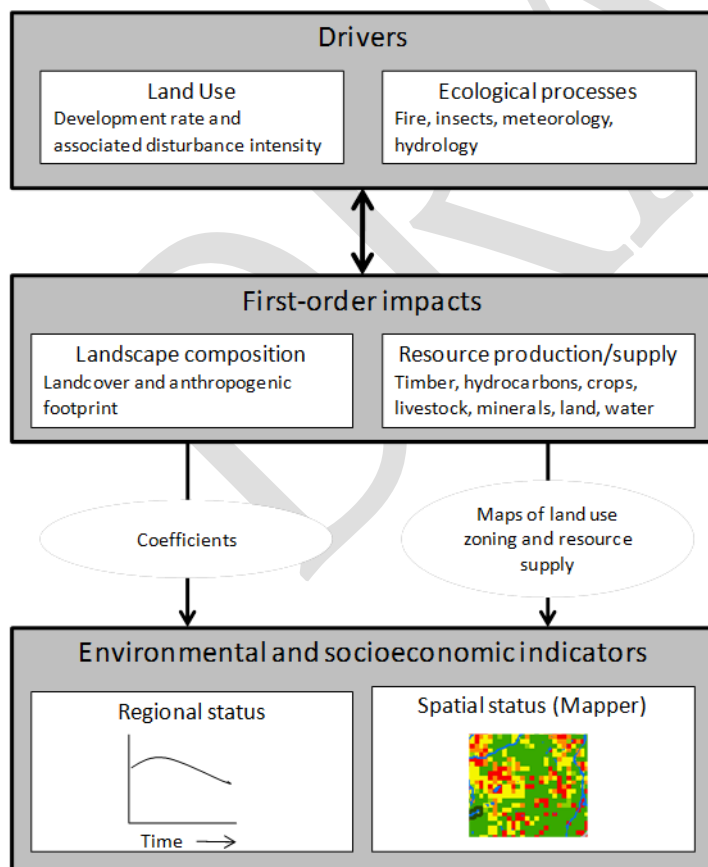 Drivers
Land Use
Development rate and
associated disturbance intensity
Ecological processes
Fire, insects, meteorology,
hydrology
First-order impacts
Landscape composition
Landcover and anthropogenic
footprint
Resource production/supply
Timber, hydrocarbons, crops,
livestock, minerals, land, water
Coefficients
Maps of land use
zoning and resource
supply
Environmental and socioeconomic indicators
Regional status
Time
Spatial status (Mapper)